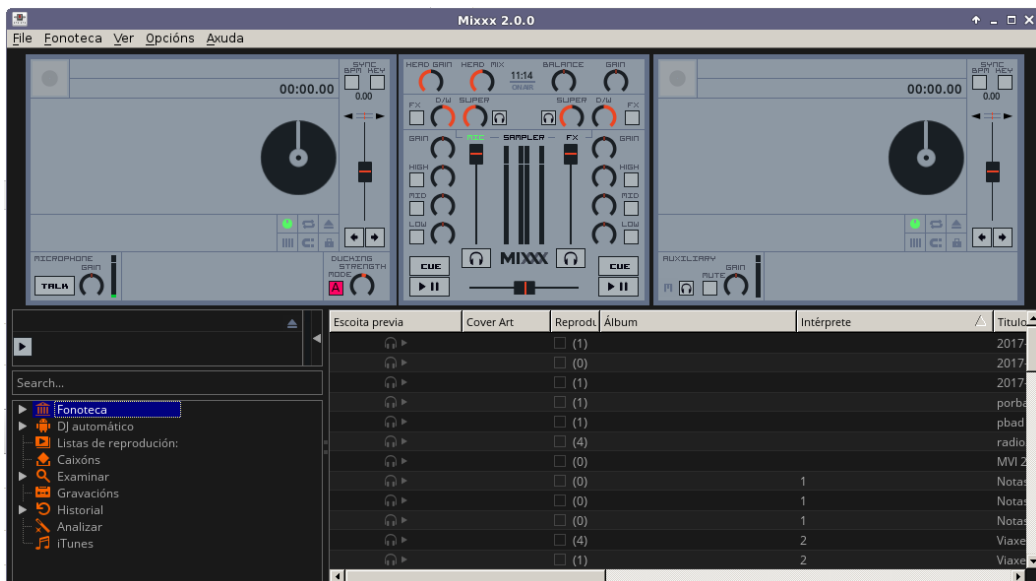 Mixxx 2.0.0
File Fonoteca Ver Opcións Axuda
SYNC
BPM KEY
00:00.00
0.00
HEAD GAIN HEAD MIX 11:14 BALANCE GAIN
FX D/W SUPER SUPER D/W FX
GAIN MIC SAMPLER FX GAIN
HIGH HIGH
MID MID
LOW LOW
MIXXX
CUE CUE
SYNC
BPM KEY
00:00.00
0.00
MICROPHONE
GAIN
TALK
DUCKING
STRENGTH
MODE
A
AUXILIARY
MUTE GAIN
Search...
Fonoteca
DJ automático
Listas de reprodución:
Caixóns
Examinar
Gravacións
Historial
Analizar
iTunes
Escoita previa Cover Art Reprodu Álbum Intérprete Titulo
(1) 2017-
(0) 2017-
(1) 2017-
(1) porba
(1) pbad
(4) radio
(0) MVI 2
(0) 1 Notas
(0) 1 Notas
(0) 1 Notas
(4) 2 Viaxe
(1) 2 Viaxe